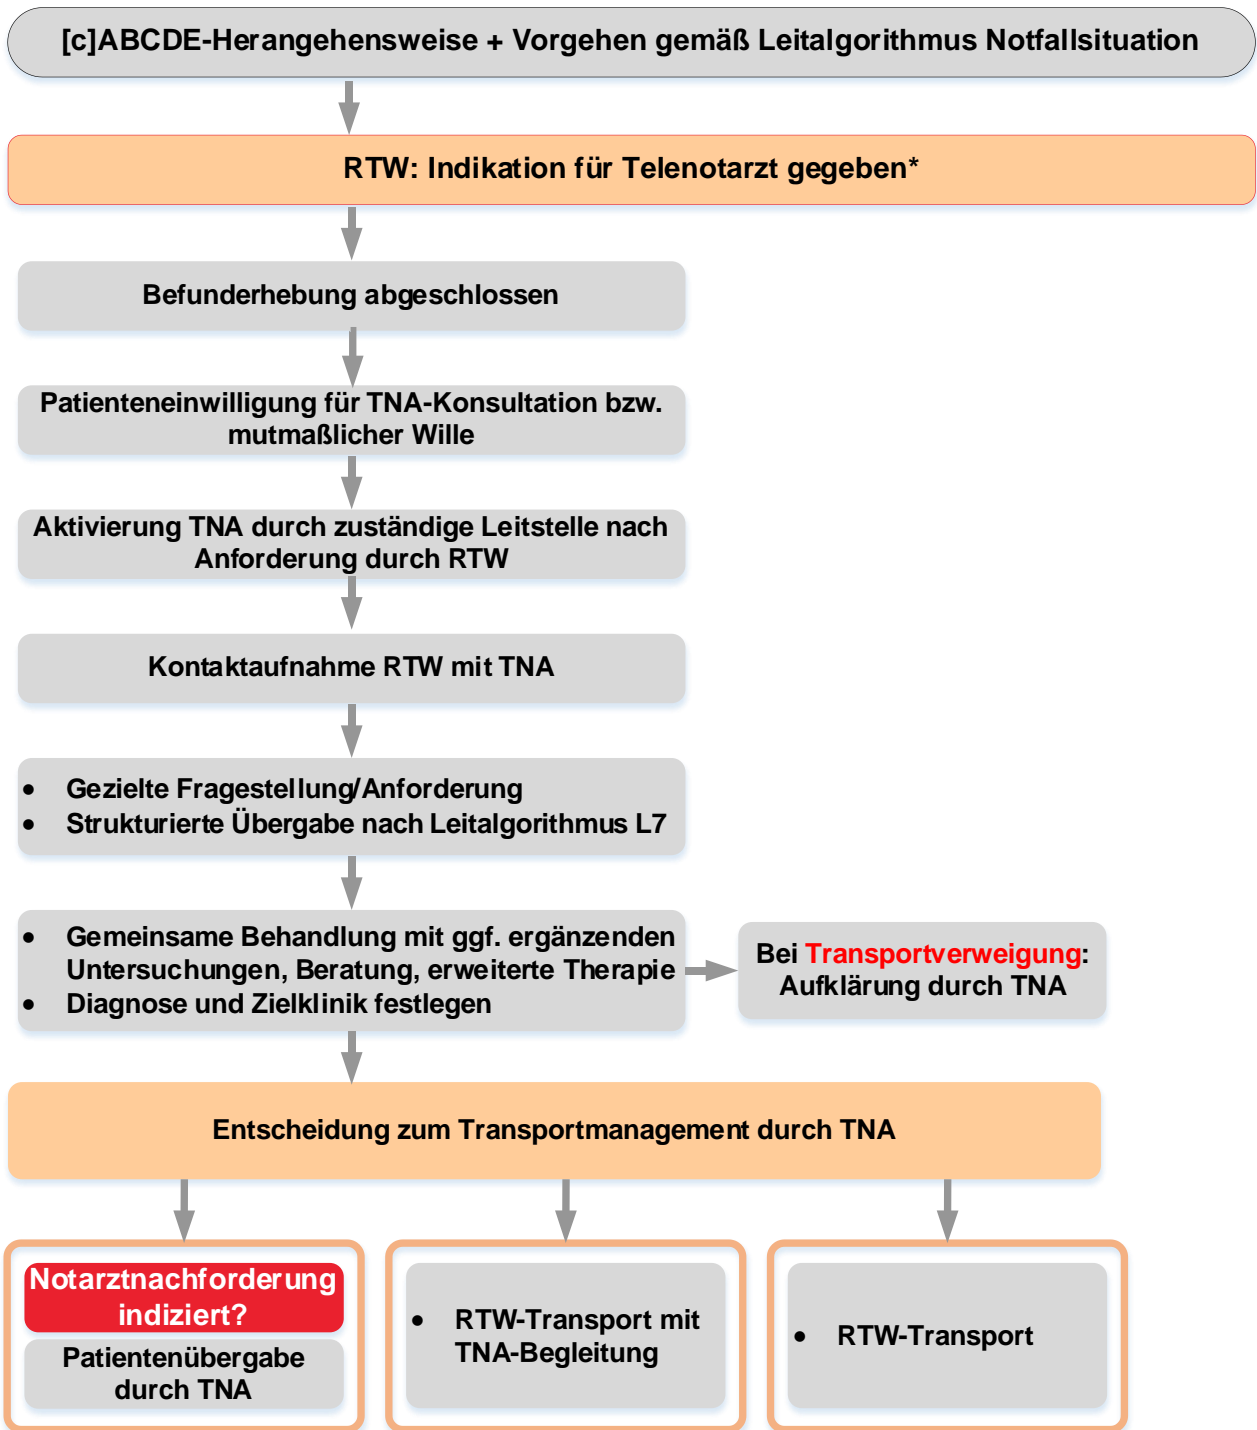 [c]ABCDE-Herangehensweise + Vorgehen gemäß Leitalgorithmus Notfallsituation
RTW: Indikation für Telenotarzt gegeben*
Befunderhebung abgeschlossen
Patienteneinwilligung für TNA-Konsultation bzw.
mutmaßlicher Wille
Aktivierung TNA durch zuständige Leitstelle nach
Anforderung durch RTW
Kontaktaufnahme RTW mit TNA
• Gezielte Fragestellung/Anforderung
• Strukturierte Übergabe nach Leitalgorithmus L7
• Gemeinsame Behandlung mit ggf. ergänzenden
Untersuchungen, Beratung, erweiterte Therapie
• Diagnose und Zielklinik festlegen
Bei Transportverweigung:
Aufklärung durch TNA
Entscheidung zum Transportmanagement durch TNA
Notarztnachforderung
indiziert?
Patientenübergabe
durch TNA
• RTW-Transport mit
TNA-Begleitung
• RTW-Transport